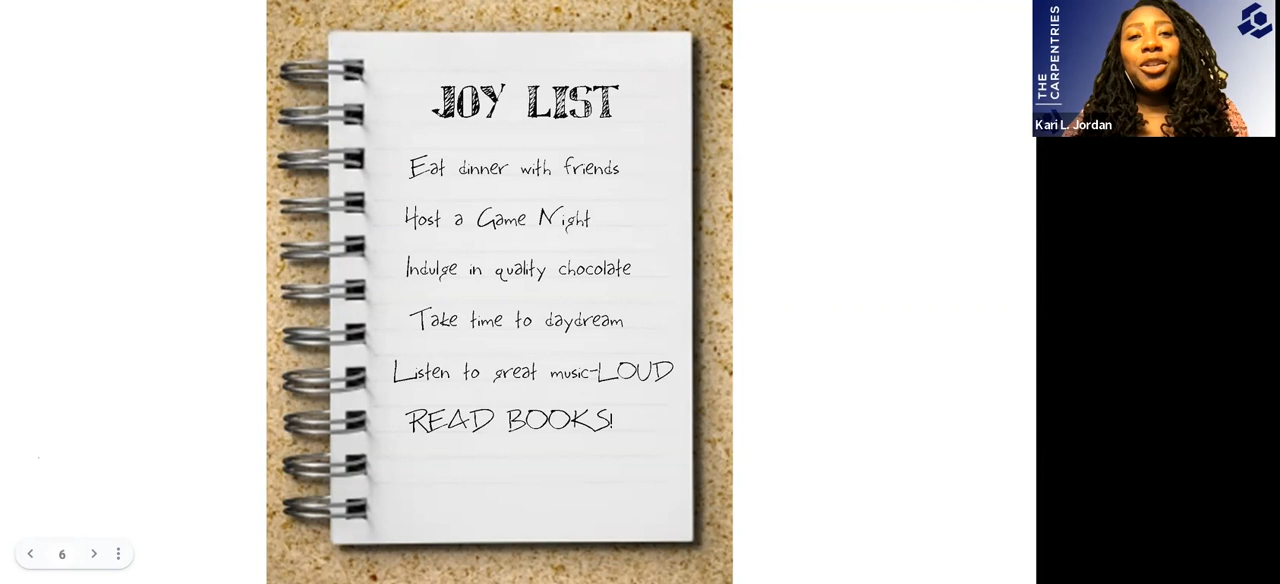 JOY LIST
Eat dinner with friends
Host a Game Night
Indulge in quality chocolate
Take time to daydream
Listen to great music-LOUD
READ BOOKS!
THE
CARPENTRIES
Kari L. Jordan
6